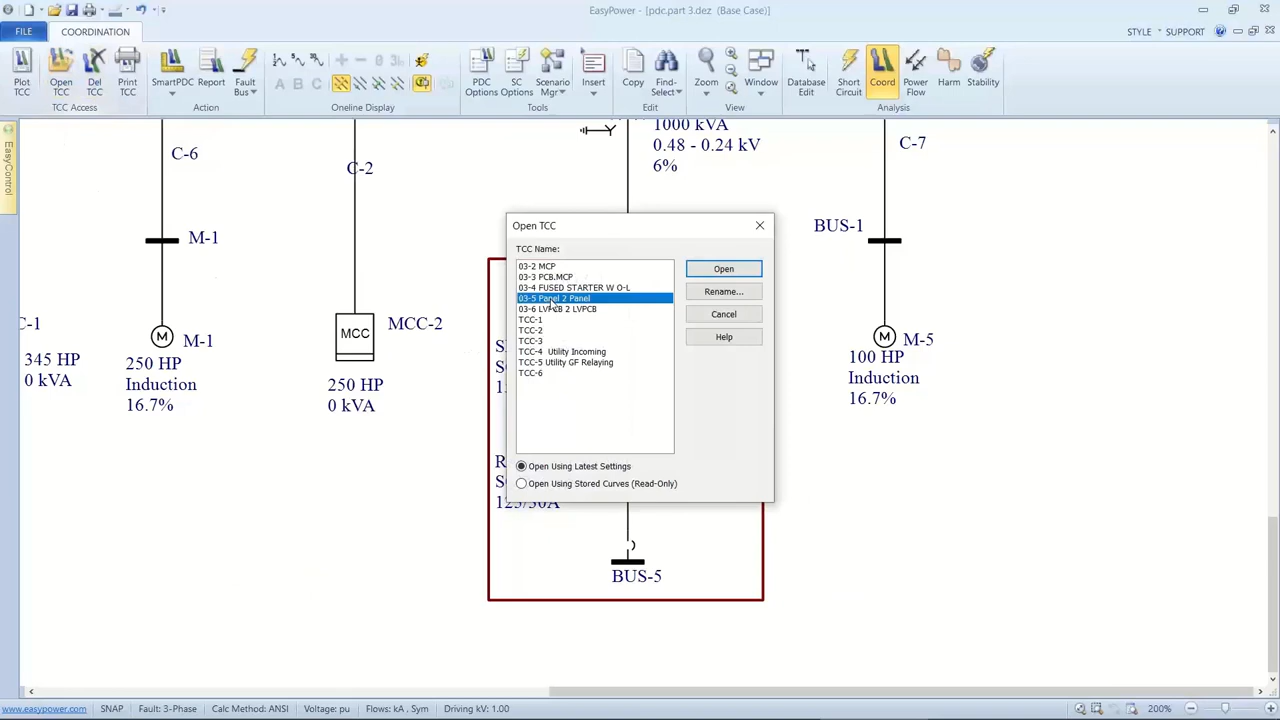 EasyPower - [pdc.part 3.dez (Base Case)]
FILE
COORDINATION
STYLE
SUPPORT
Plot TCC
Open TCC
Del TCC
Print TCC
TCC Access
SmartPDC
Report
Fault Bus
Action
A B C
Oneline Display
PDC Options
SC Options
Scenario Mgr
Tools
Insert
Copy
Find-Select
Edit
Zoom
Window
View
Database Edit
Short Circuit
Coord
Power Flow
Harm
Stability
Analysis
EasyControl
C-6
C-2
1000 kVA
0.48 - 0.24 kV
6%
C-7
M-1
BUS-1
C-1
345 HP
0 kVA
M
M-1
250 HP
Induction
16.7%
MCC
MCC-2
250 HP
0 kVA
M
M-5
100 HP
Induction
16.7%
125/30A
BUS-5
Open TCC
TCC Name:
03-2 MCP
03-3 PCB.MCP
03-4 FUSED STARTER W O-L
03-5 Panel 2 Panel
03-6 LVPCB 2 LVPCB
TCC-1
TCC-2
TCC-3
TCC-4 Utility Incoming
TCC-5 Utility GF Relaying
TCC-6
Open
Rename...
Cancel
Help
Open Using Latest Settings
Open Using Stored Curves (Read-Only)
www.easypower.com
SNAP
Fault: 3-Phase
Calc Method: ANSI
Voltage: pu
Flows: kA , Sym
Driving kV: 1.00
200%